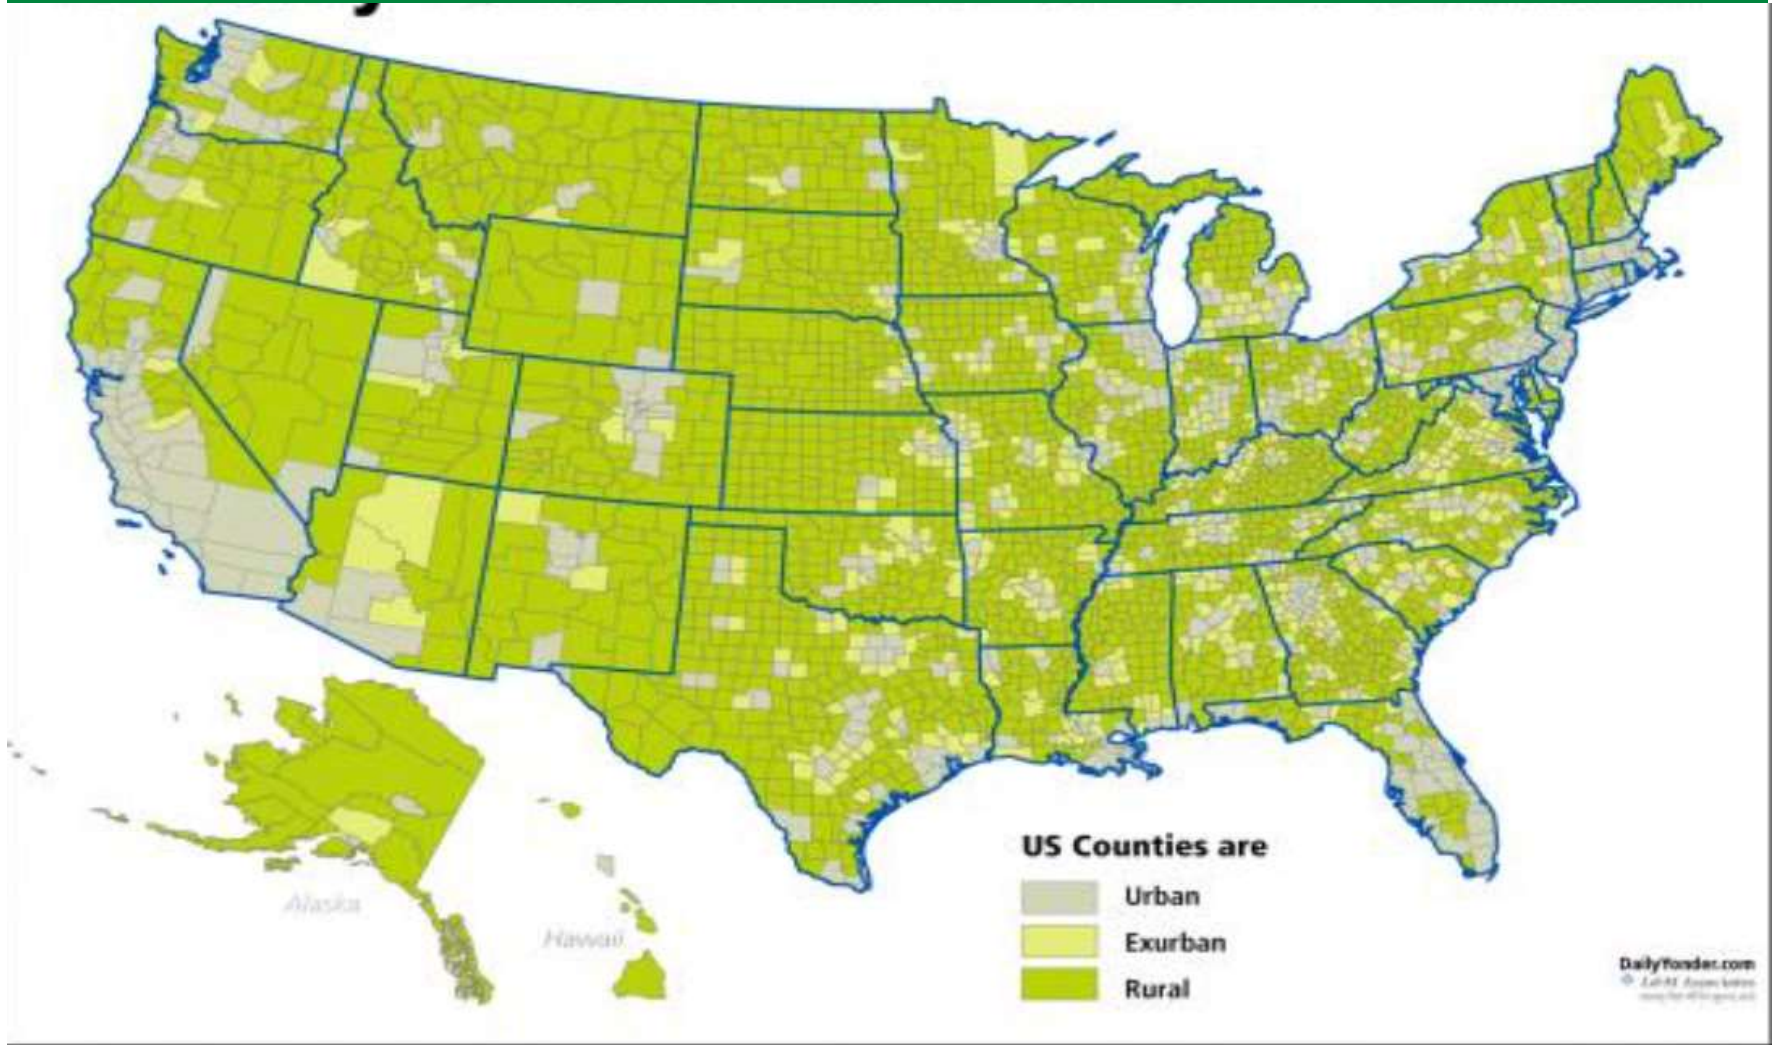 Alaska
Hawaii
US Counties are
Urban
Exurban
Rural
DailyYonder.com